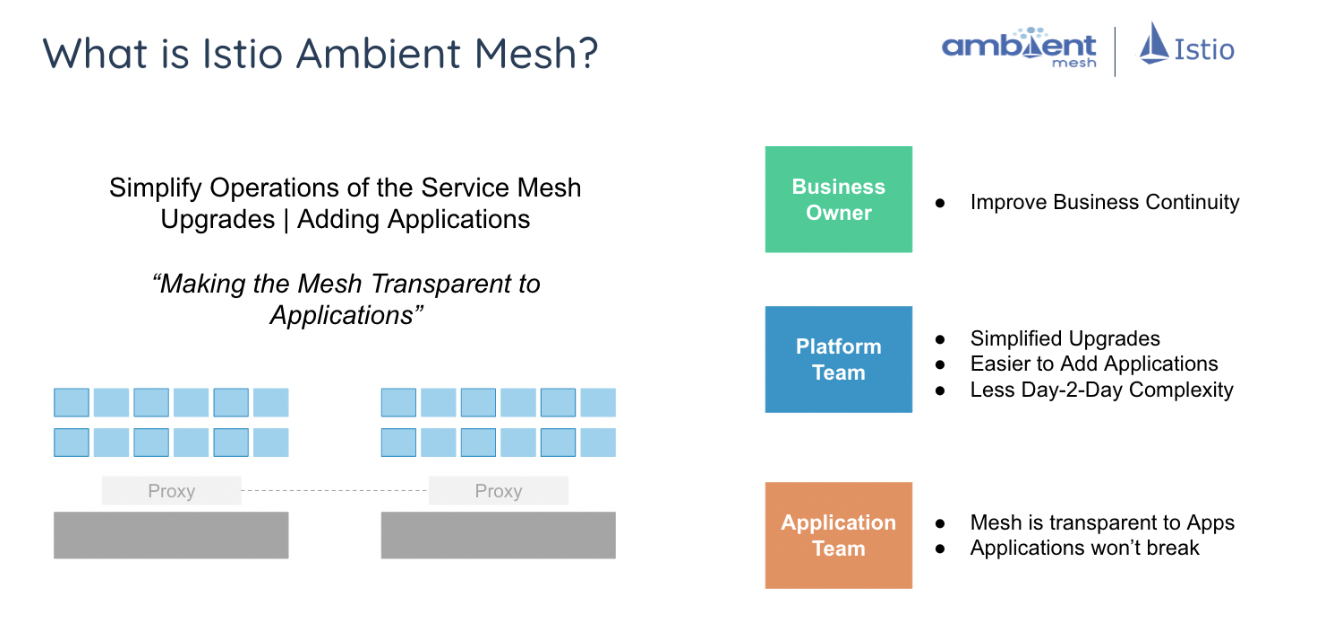 What is Istio Ambient Mesh?
ambient
mesh
Istio
Simplify Operations of the Service Mesh
Upgrades | Adding Applications
“Making the Mesh Transparent to
Applications”
Proxy
Proxy
Business
Owner
● Improve Business Continuity
Platform
Team
● Simplified Upgrades
● Easier to Add Applications
● Less Day-2-Day Complexity
Application
Team
● Mesh is transparent to Apps
● Applications won’t break